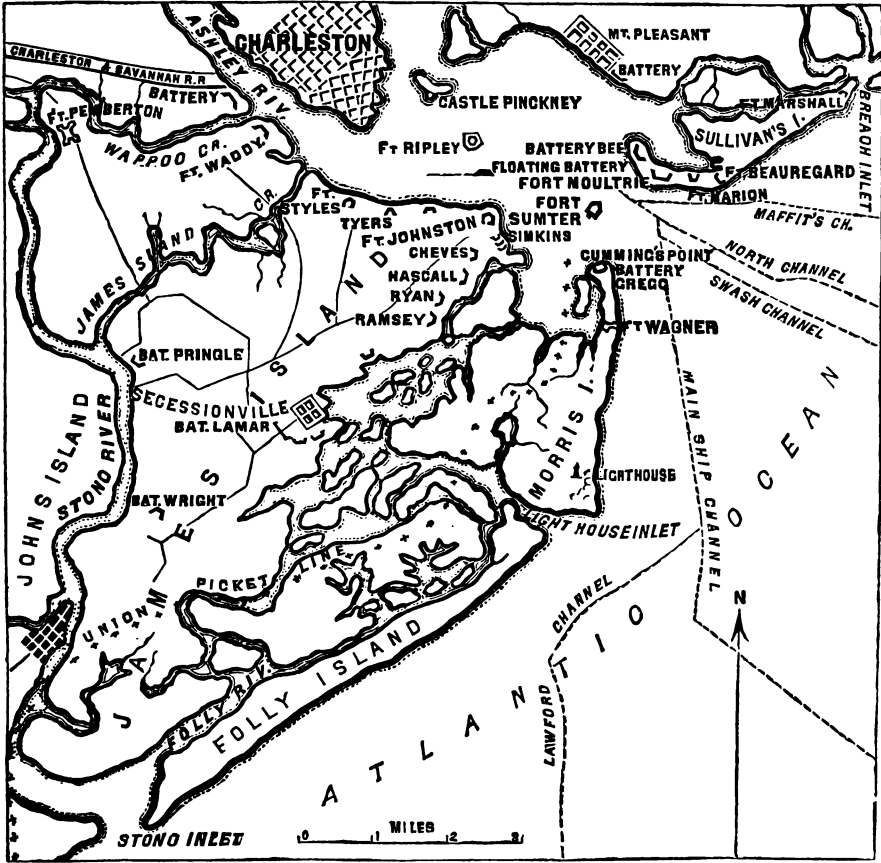 CHARLESTON
ASHLEY RIV.
MT. PLEASANT
BATTERY
CHARLESTON & SAVANNAH R.R
BATTERY
CASTLE PINCKNEY
FT. MARSHALL
BREACH INLET
FT. PEMBERTON
SULLIVAN'S I.
WAPPOO CR.
FT. WADDY
FT RIPLEY
BATTERY BEE
FLOATING BATTERY
FORT MOULTRIE
FT. BEAUREGARD
FT. MARION
FT.
STYLES
TYERS
FT. JOHNSTON
FORT
SUMTER
SIMKINS
MAFFIT'S CH.
NORTH CHANNEL
SWASH CHANNEL
JAMES ISLAND CR.
CHEVES
HASCALL
RYAN
RAMSEY
CUMMING'S POINT
BATTERY
GREGG
FT WAGNER
BAT. PRINGLE
SECESSIONVILLE
BAT. LAMAR
JAMES ISLAND
MORRIS I.
LIGHTHOUSE
MAIN SHIP CHANNEL
JOHNS ISLAND
STONO RIVER
BAT. WRIGHT
LIGHT HOUSE INLET
UNION PICKET LINE
FOLLY RIV.
FOLLY ISLAND
LAWFORD CHANNEL
N
ATLANTIO OCEAN
STONO INLET
MILES
0 1 2 3